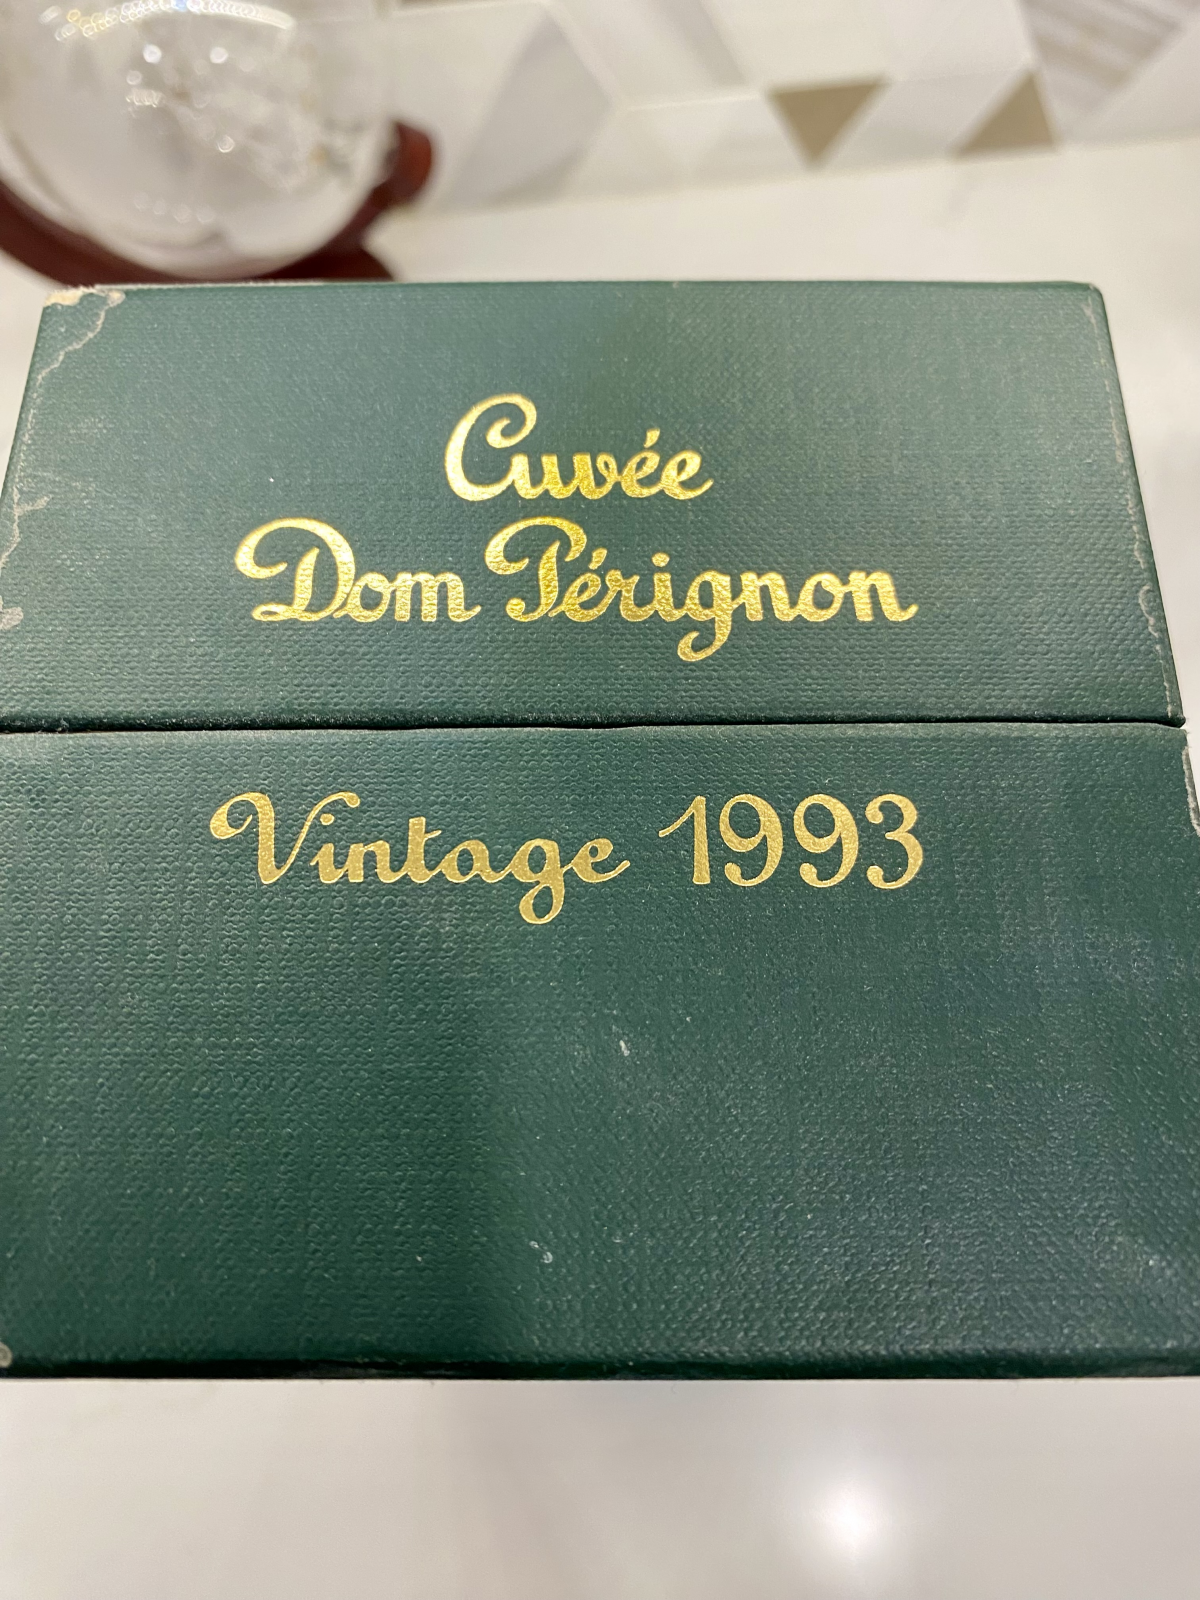 Cuvée
Dom Pérignon
Vintage 1993